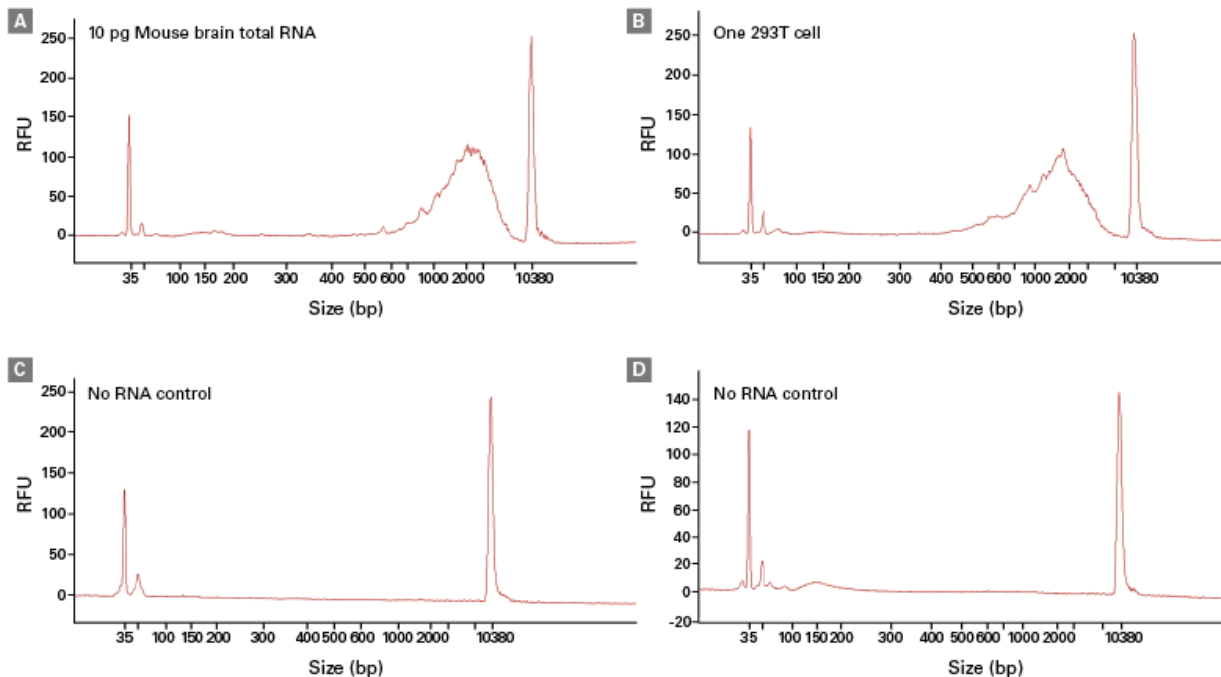 A
10 pg Mouse brain total RNA
RFU
250
200
150
100
50
0
35 100 150 200 300 400 500 600 1000 2000 10380
Size (bp)
B
One 293T cell
RFU
250
200
150
100
50
0
35 100 150 200 300 400 500 600 1000 2000 10380
Size (bp)
C
No RNA control
RFU
250
200
150
100
50
0
35 100 150 200 300 400 500 1000 2000 10380
Size (bp)
D
No RNA control
RFU
140
120
100
80
60
40
20
0
-20
35 100 150 200 300 400 500 600 1000 2000 10380
Size (bp)